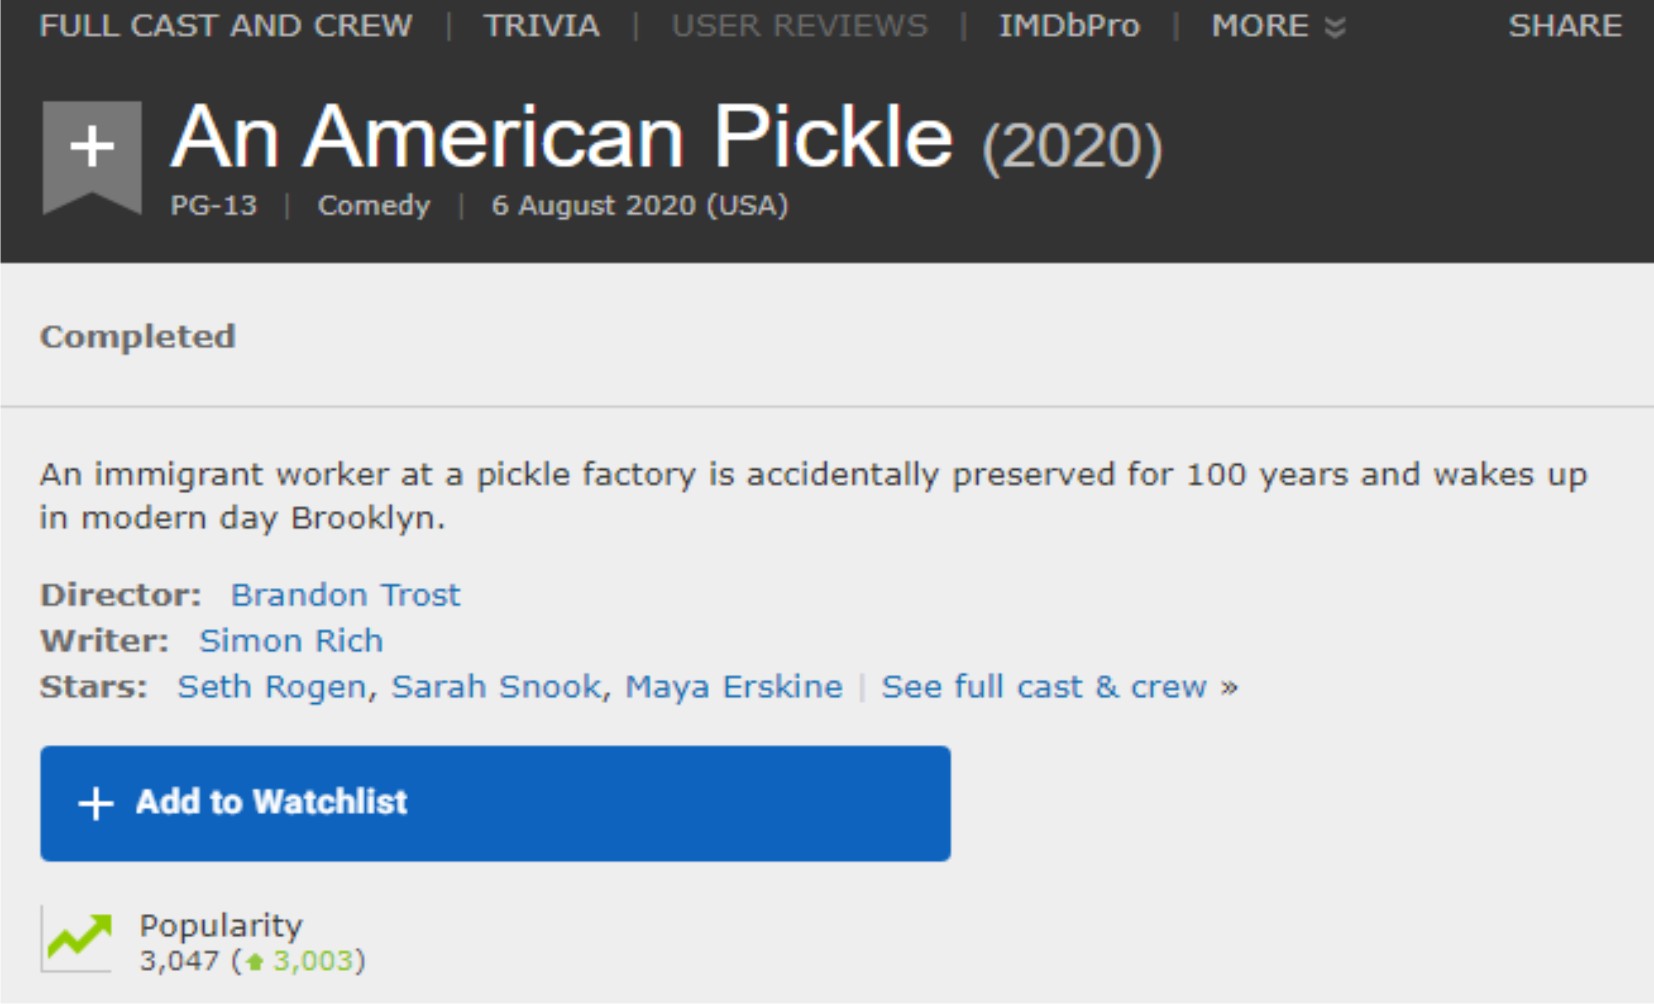 FULL CAST AND CREW | TRIVIA | USER REVIEWS | IMDbPro | MORE SHARE
+ An American Pickle (2020)
PG-13 | Comedy | 6 August 2020 (USA)
Completed
An immigrant worker at a pickle factory is accidentally preserved for 100 years and wakes up
in modern day Brooklyn.
Director: Brandon Trost
Writer: Simon Rich
Stars: Seth Rogen, Sarah Snook, Maya Erskine | See full cast & crew »
+ Add to Watchlist
Popularity
3,047 (3,003)